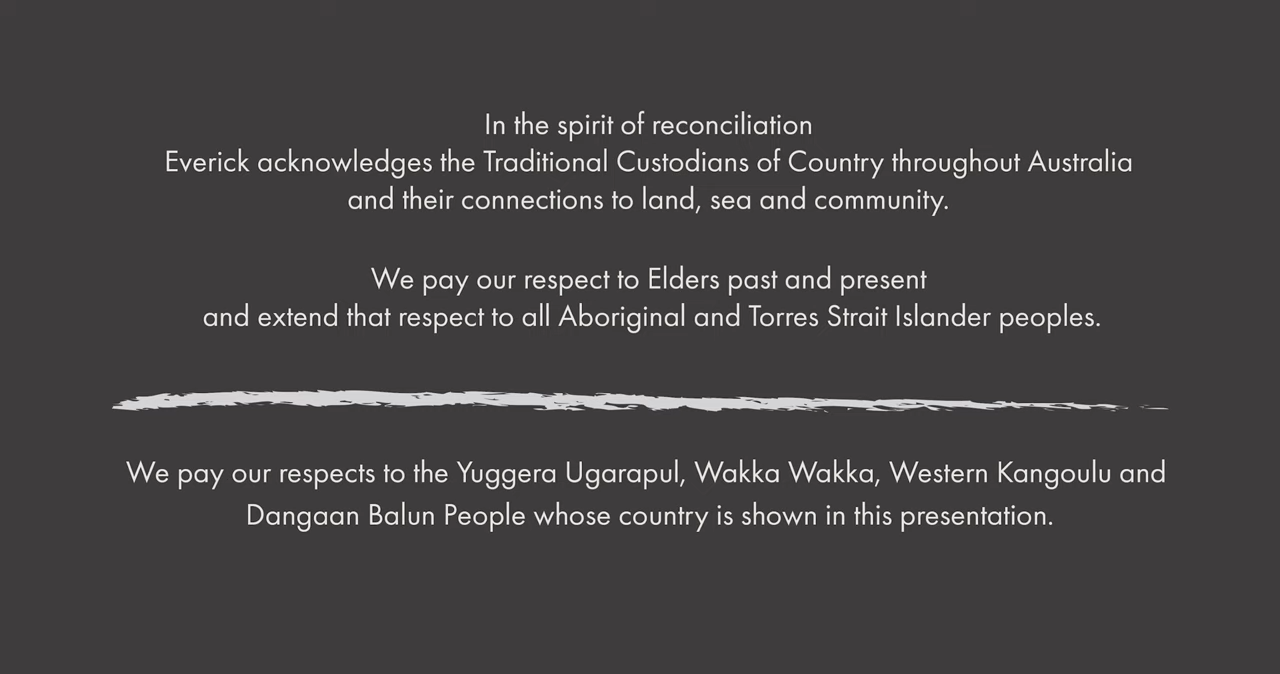 In the spirit of reconciliation
Everick acknowledges the Traditional Custodians of Country throughout Australia
and their connections to land, sea and community.
We pay our respect to Elders past and present
and extend that respect to all Aboriginal and Torres Strait Islander peoples.
We pay our respects to the Yuggera Ugarapul, Wakka Wakka, Western Kangoulu and
Dangaan Balun People whose country is shown in this presentation.